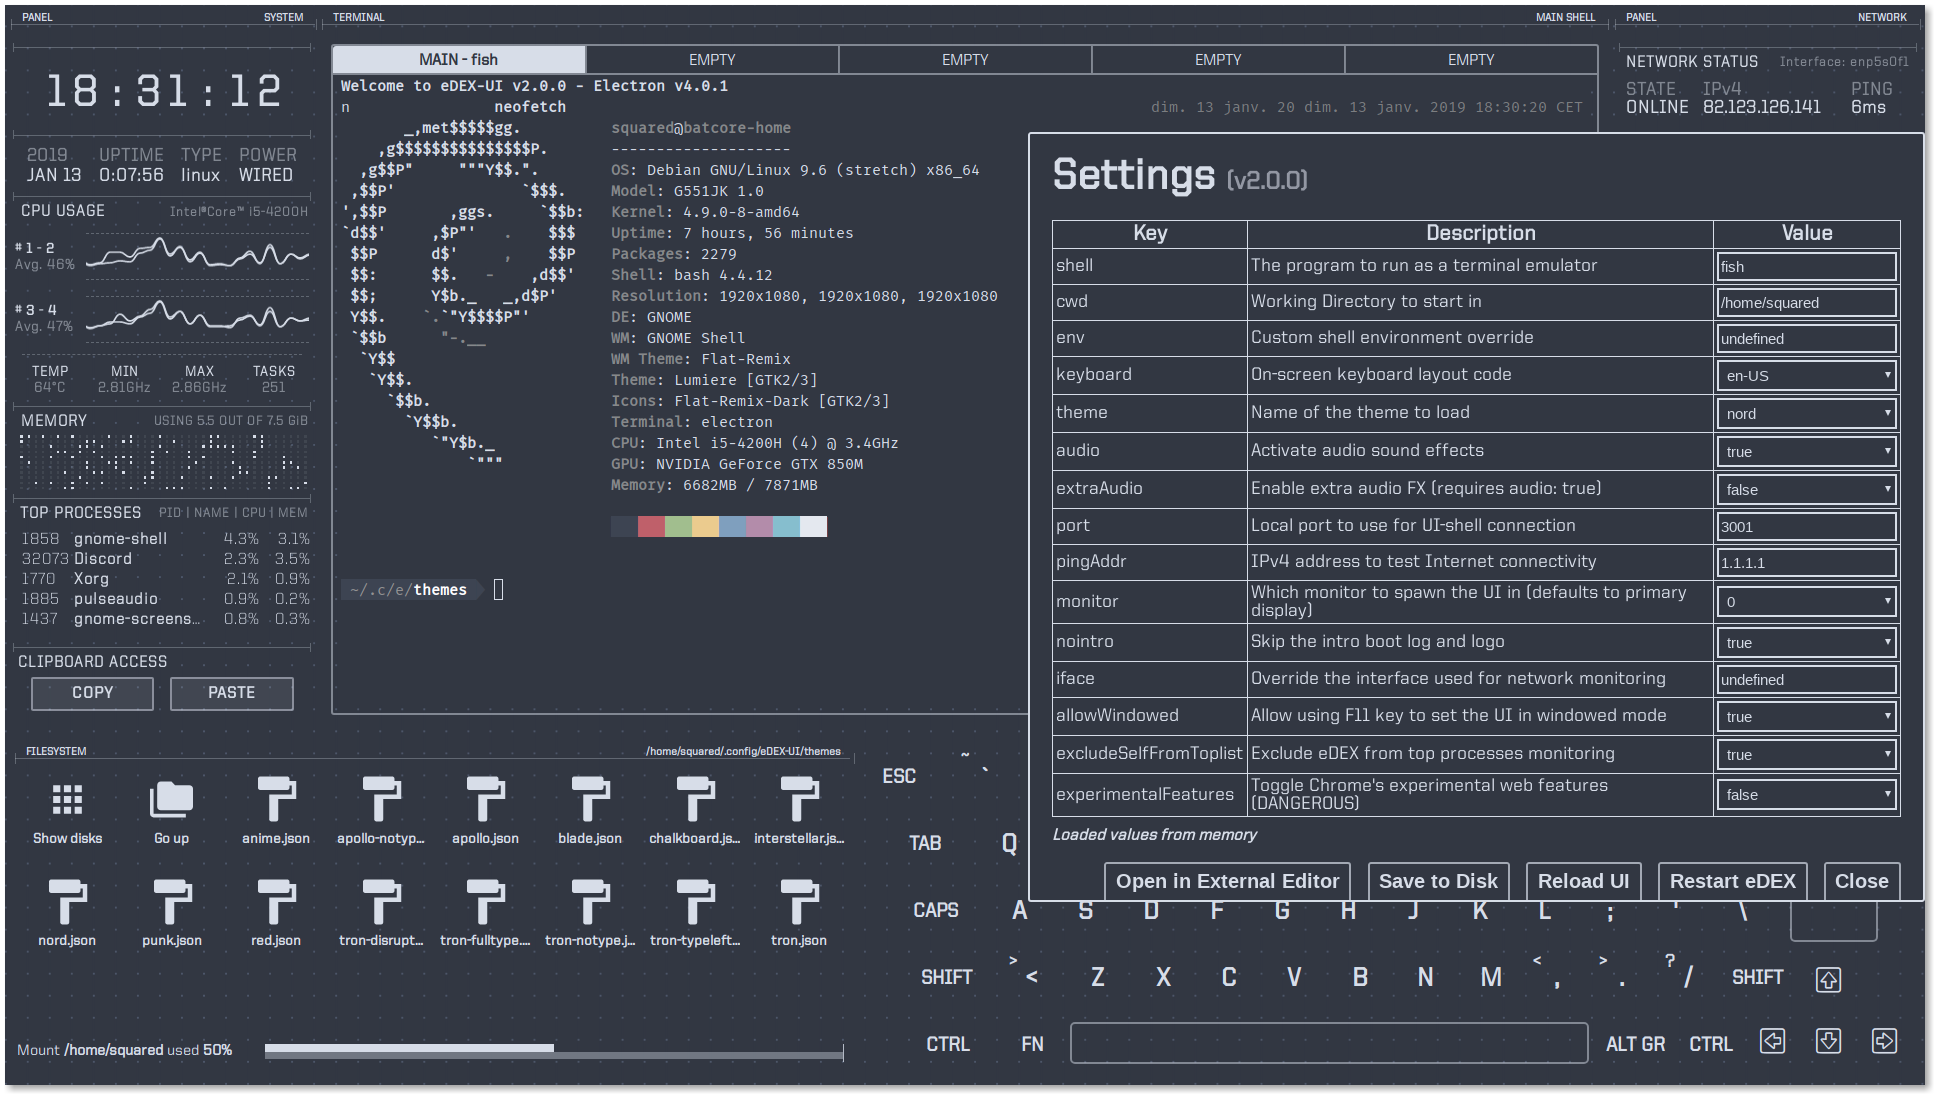 PANEL SYSTEM
TERMINAL MAIN SHELL
PANEL NETWORK
18:31:12
2019 UPTIME TYPE POWER
JAN 13 0:07:56 linux WIRED
CPU USAGE Intel®Core™ i5-4200H
# 1 - 2
Avg. 46%
# 3 - 4
Avg. 47%
TEMP MIN MAX TASKS
64°C 2.81GHz 2.86GHz 251
MEMORY USING 5.5 OUT OF 7.5 GiB
TOP PROCESSES PID | NAME | CPU | MEM
1858 gnome-shell 4.3% 3.1%
32073 Discord 2.3% 3.5%
1770 Xorg 2.1% 0.9%
1885 pulseaudio 0.9% 0.2%
1437 gnome-screens... 0.8% 0.3%
CLIPBOARD ACCESS
COPY PASTE
MAIN - fish EMPTY EMPTY EMPTY EMPTY
Welcome to eDEX-UI v2.0.0 - Electron v4.0.1
n neofetch dim. 13 janv. 20 dim. 13 janv. 2019 18:30:20 CET
_,met$$$$$gg. squared@batcore-home
,g$$$$$$$$$$$$$$$P. --------------------
,g$$P" """Y$$.". OS: Debian GNU/Linux 9.6 (stretch) x86_64
,$$P' `$$$. Model: G551JK 1.0
',$$P ,ggs. `$$b: Kernel: 4.9.0-8-amd64
`d$$' ,$P"' . $$$ Uptime: 7 hours, 56 minutes
$$P d$' , $$P Packages: 2279
$$: $$. - ,d$$' Shell: bash 4.4.12
$$; Y$b._ _,d$P' Resolution: 1920x1080, 1920x1080, 1920x1080
Y$$. `.`"Y$$$$P"' DE: GNOME
`$$b "-.__ WM: GNOME Shell
`Y$$ WM Theme: Flat-Remix
`Y$$. Theme: Lumiere [GTK2/3]
`$$b. Icons: Flat-Remix-Dark [GTK2/3]
`Y$$b. Terminal: electron
`"Y$b._ CPU: Intel i5-4200H (4) @ 3.4GHz
`""" GPU: NVIDIA GeForce GTX 850M
Memory: 6682MB / 7871MB
~/.c/e/themes
NETWORK STATUS Interface: enp5s0f1
STATE IPv4 PING
ONLINE 82.123.126.141 6ms
Settings (v2.0.0)
Key Description Value
shell The program to run as a terminal emulator fish
cwd Working Directory to start in /home/squared
env Custom shell environment override undefined
keyboard On-screen keyboard layout code en-US
theme Name of the theme to load nord
audio Activate audio sound effects true
extraAudio Enable extra audio FX (requires audio: true) false
port Local port to use for UI-shell connection 3001
pingAddr IPv4 address to test Internet connectivity 1.1.1.1
monitor Which monitor to spawn the UI in (defaults to primary
display) 0
nointro Skip the intro boot log and logo true
iface Override the interface used for network monitoring undefined
allowWindowed Allow using F11 key to set the UI in windowed mode true
excludeSelfFromToplist Exclude eDEX from top processes monitoring true
experimentalFeatures Toggle Chrome's experimental web features
(DANGEROUS) false
Loaded values from memory
Open in External Editor Save to Disk Reload UI Restart eDEX Close
FILESYSTEM /home/squared/.config/eDEX-UI/themes
Show disks Go up anime.json apollo-notyp... apollo.json blade.json chalkboard.js... interstellar.js...
nord.json punk.json red.json tron-disrupt... tron-fulltype.... tron-notype.j... tron-typeleft... tron.json
Mount /home/squared used 50%
ESC ~ `
TAB Q
CAPS A S D F G H J K L ; ' \
SHIFT > < Z X C V B N M < , > . ? / SHIFT
CTRL FN ALT GR CTRL